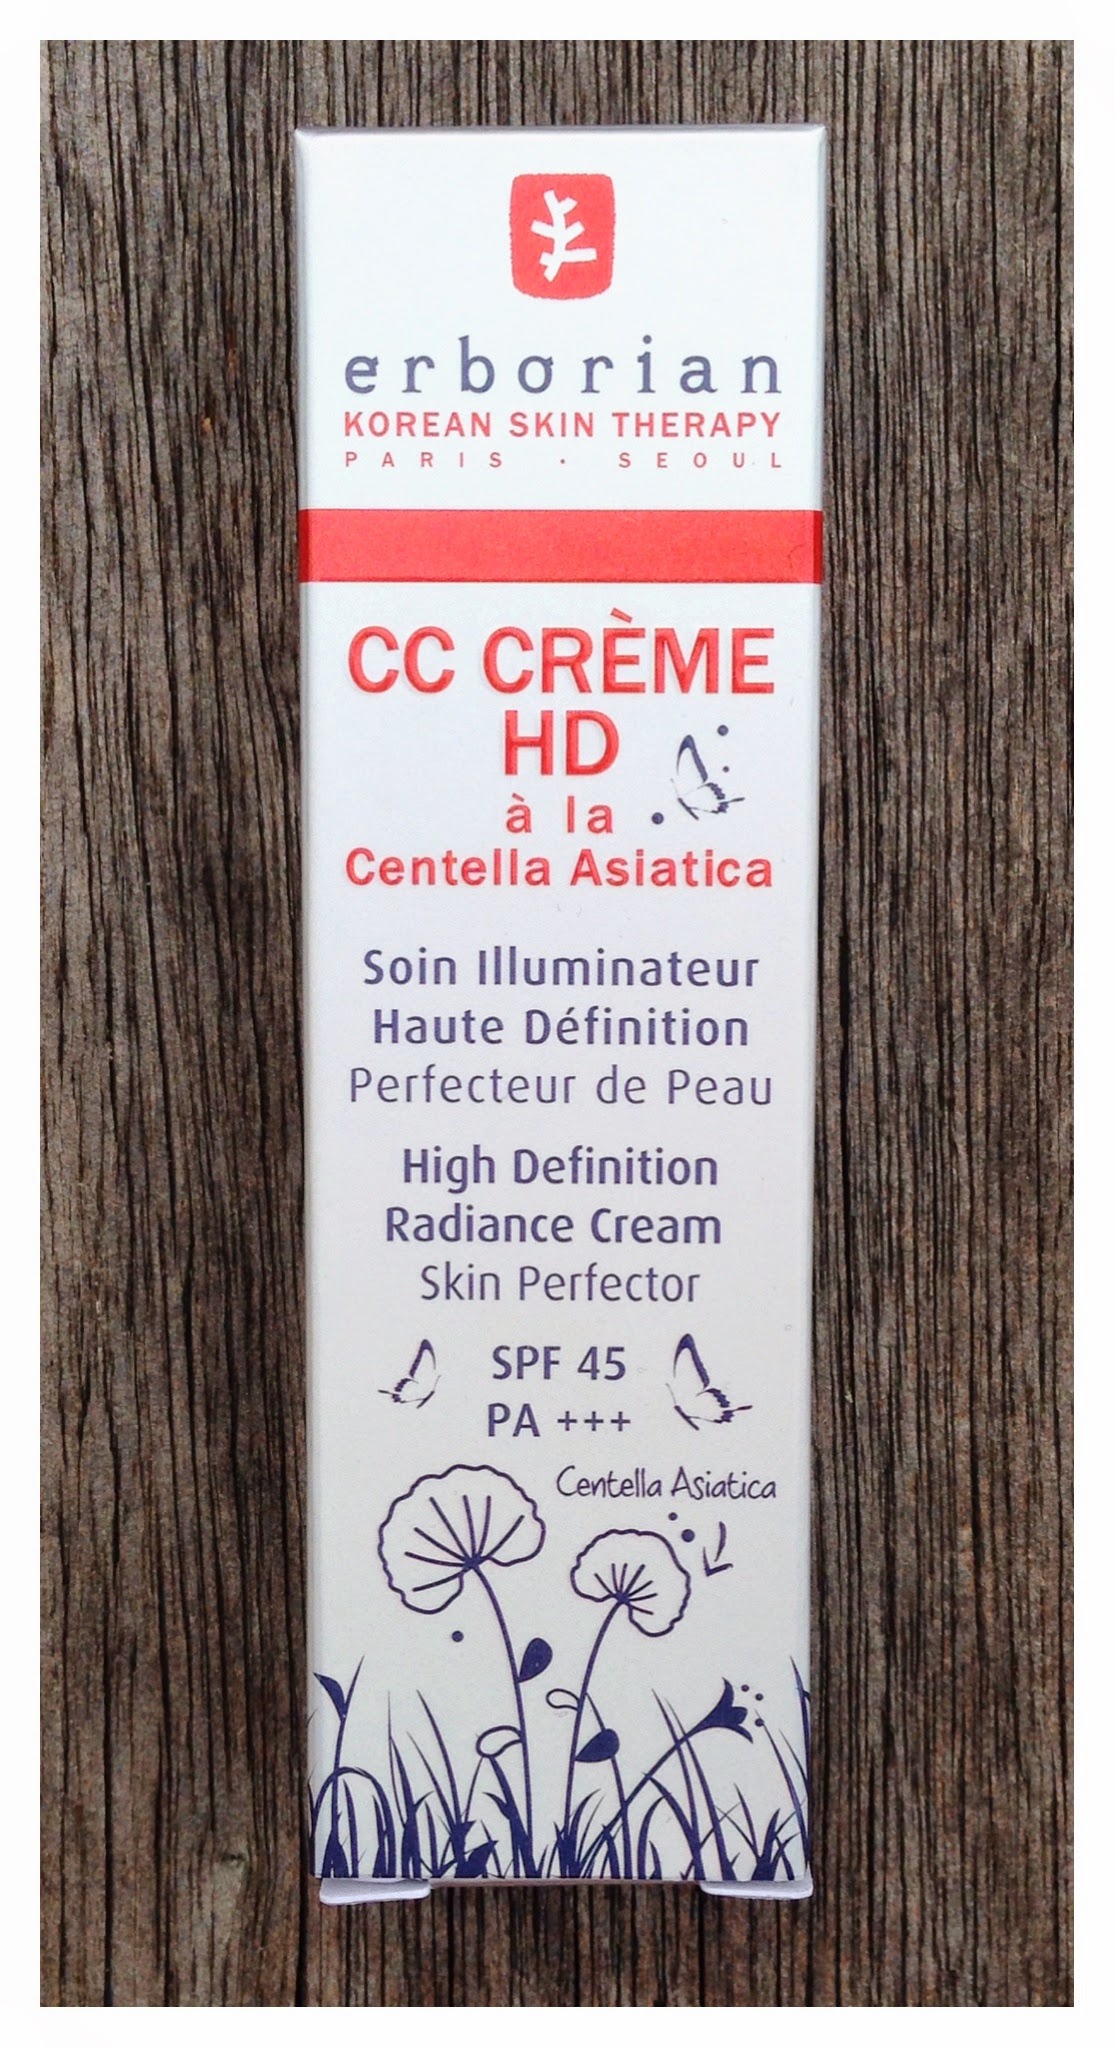 erborian
KOREAN SKIN THERAPY
PARIS · SEOUL
CC CRÈME
HD
à la
Centella Asiatica
Soin Illuminateur
Haute Définition
Perfecteur de Peau
High Definition
Radiance Cream
Skin Perfector
SPF 45
PA +++
Centella Asiatica